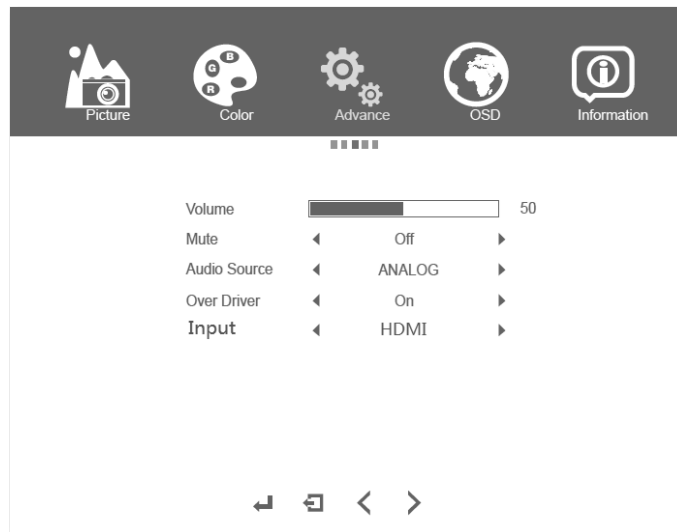 G B R
Picture Color Advance OSD Information
Volume 50
Mute Off
Audio Source ANALOG
Over Driver On
Input HDMI